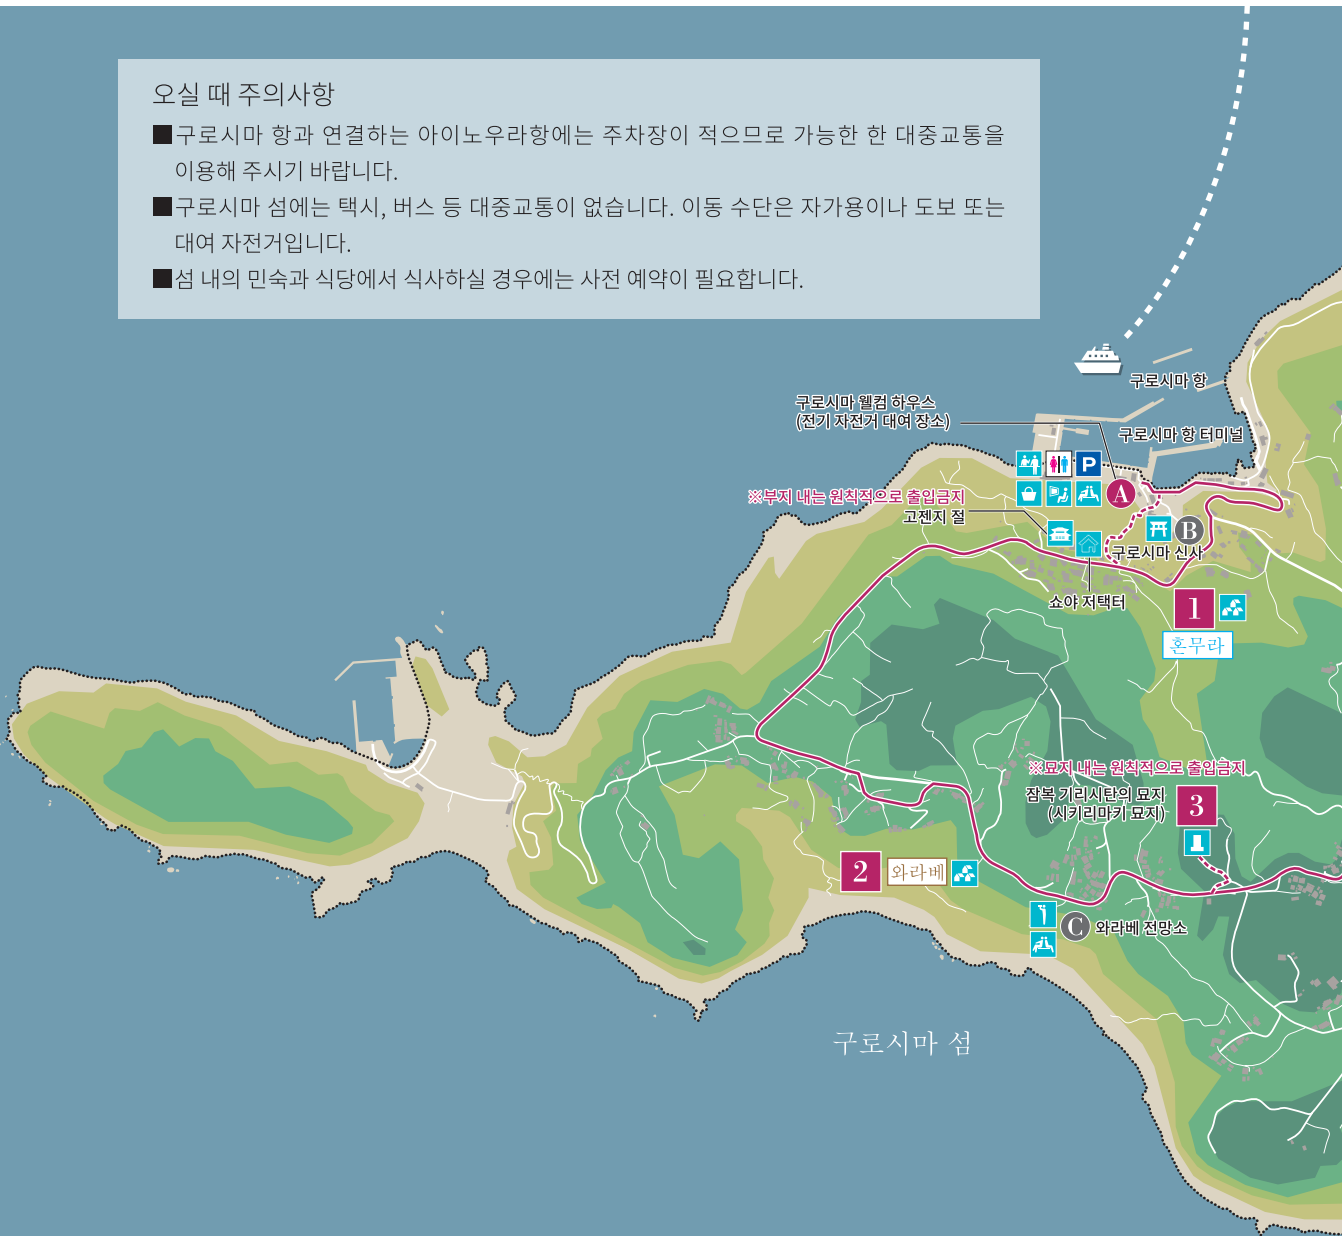 오실 때 주의사항
■구로시마 항과 연결하는 아이노우라항에는 주차장이 적으므로 가능한 한 대중교통을
이용해 주시기 바랍니다.
■구로시마 섬에는 택시, 버스 등 대중교통이 없습니다. 이동 수단은 자가용이나 도보 또는
대여 자전거입니다.
■섬 내의 민숙과 식당에서 식사하실 경우에는 사전 예약이 필요합니다.
구로시마 항
구로시마 웰컴 하우스
(전기 자전거 대여 장소)
구로시마 항 터미널
P
A
※부지 내는 원칙적으로 출입금지
고젠지 절
B
구로시마 신사
쇼야 저택터
1
혼무라
※묘지 내는 원칙적으로 출입금지
잠복 기리시탄의 묘지
(시키리마키 묘지)
3
2
와라베
C
와라베 전망소
구로시마 섬